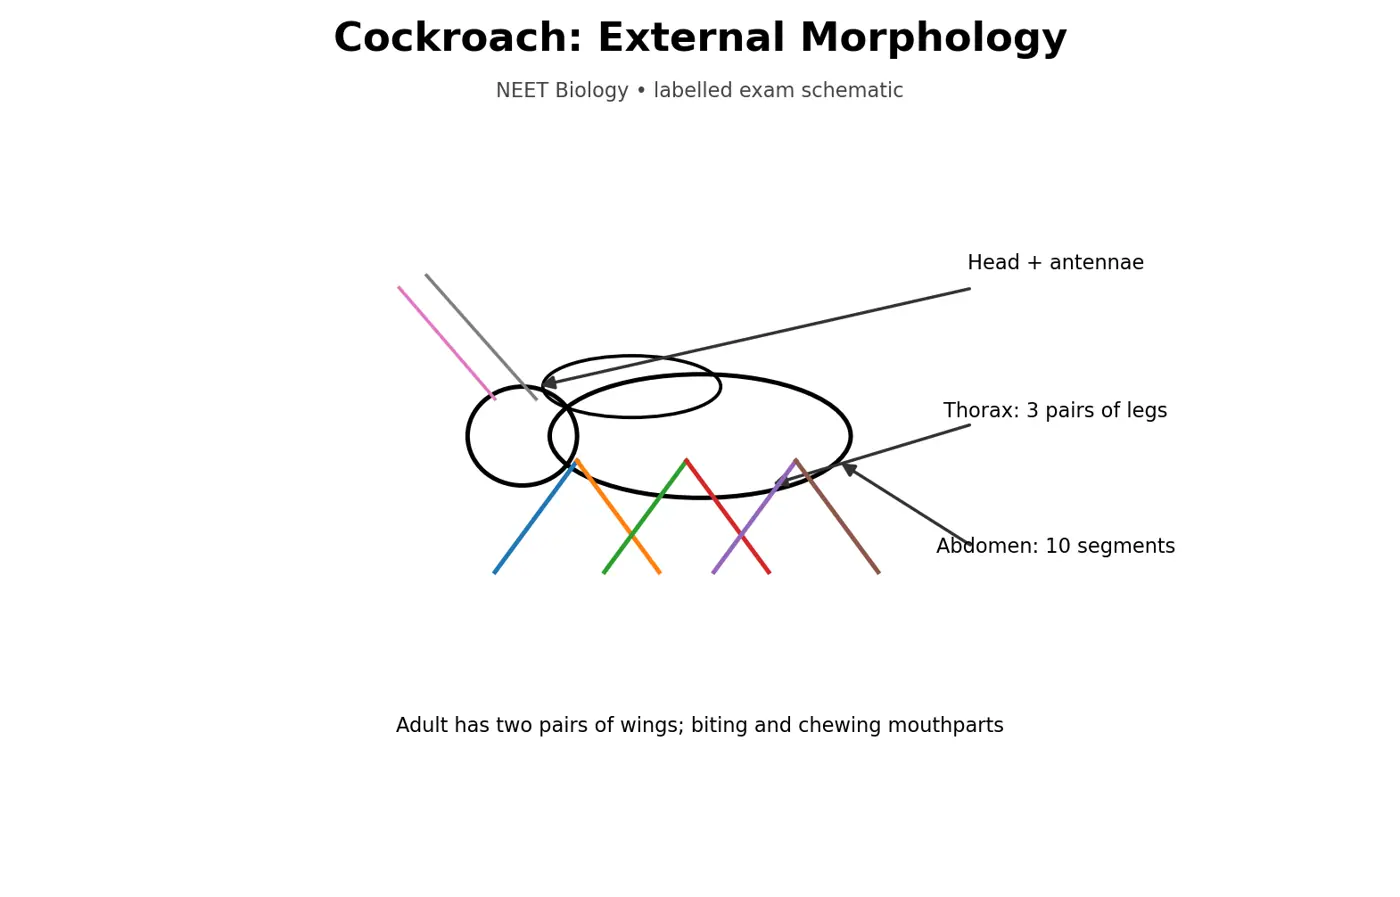 Cockroach: External Morphology
NEET Biology • labelled exam schematic
Head + antennae
Thorax: 3 pairs of legs
Abdomen: 10 segments
Adult has two pairs of wings; biting and chewing mouthparts